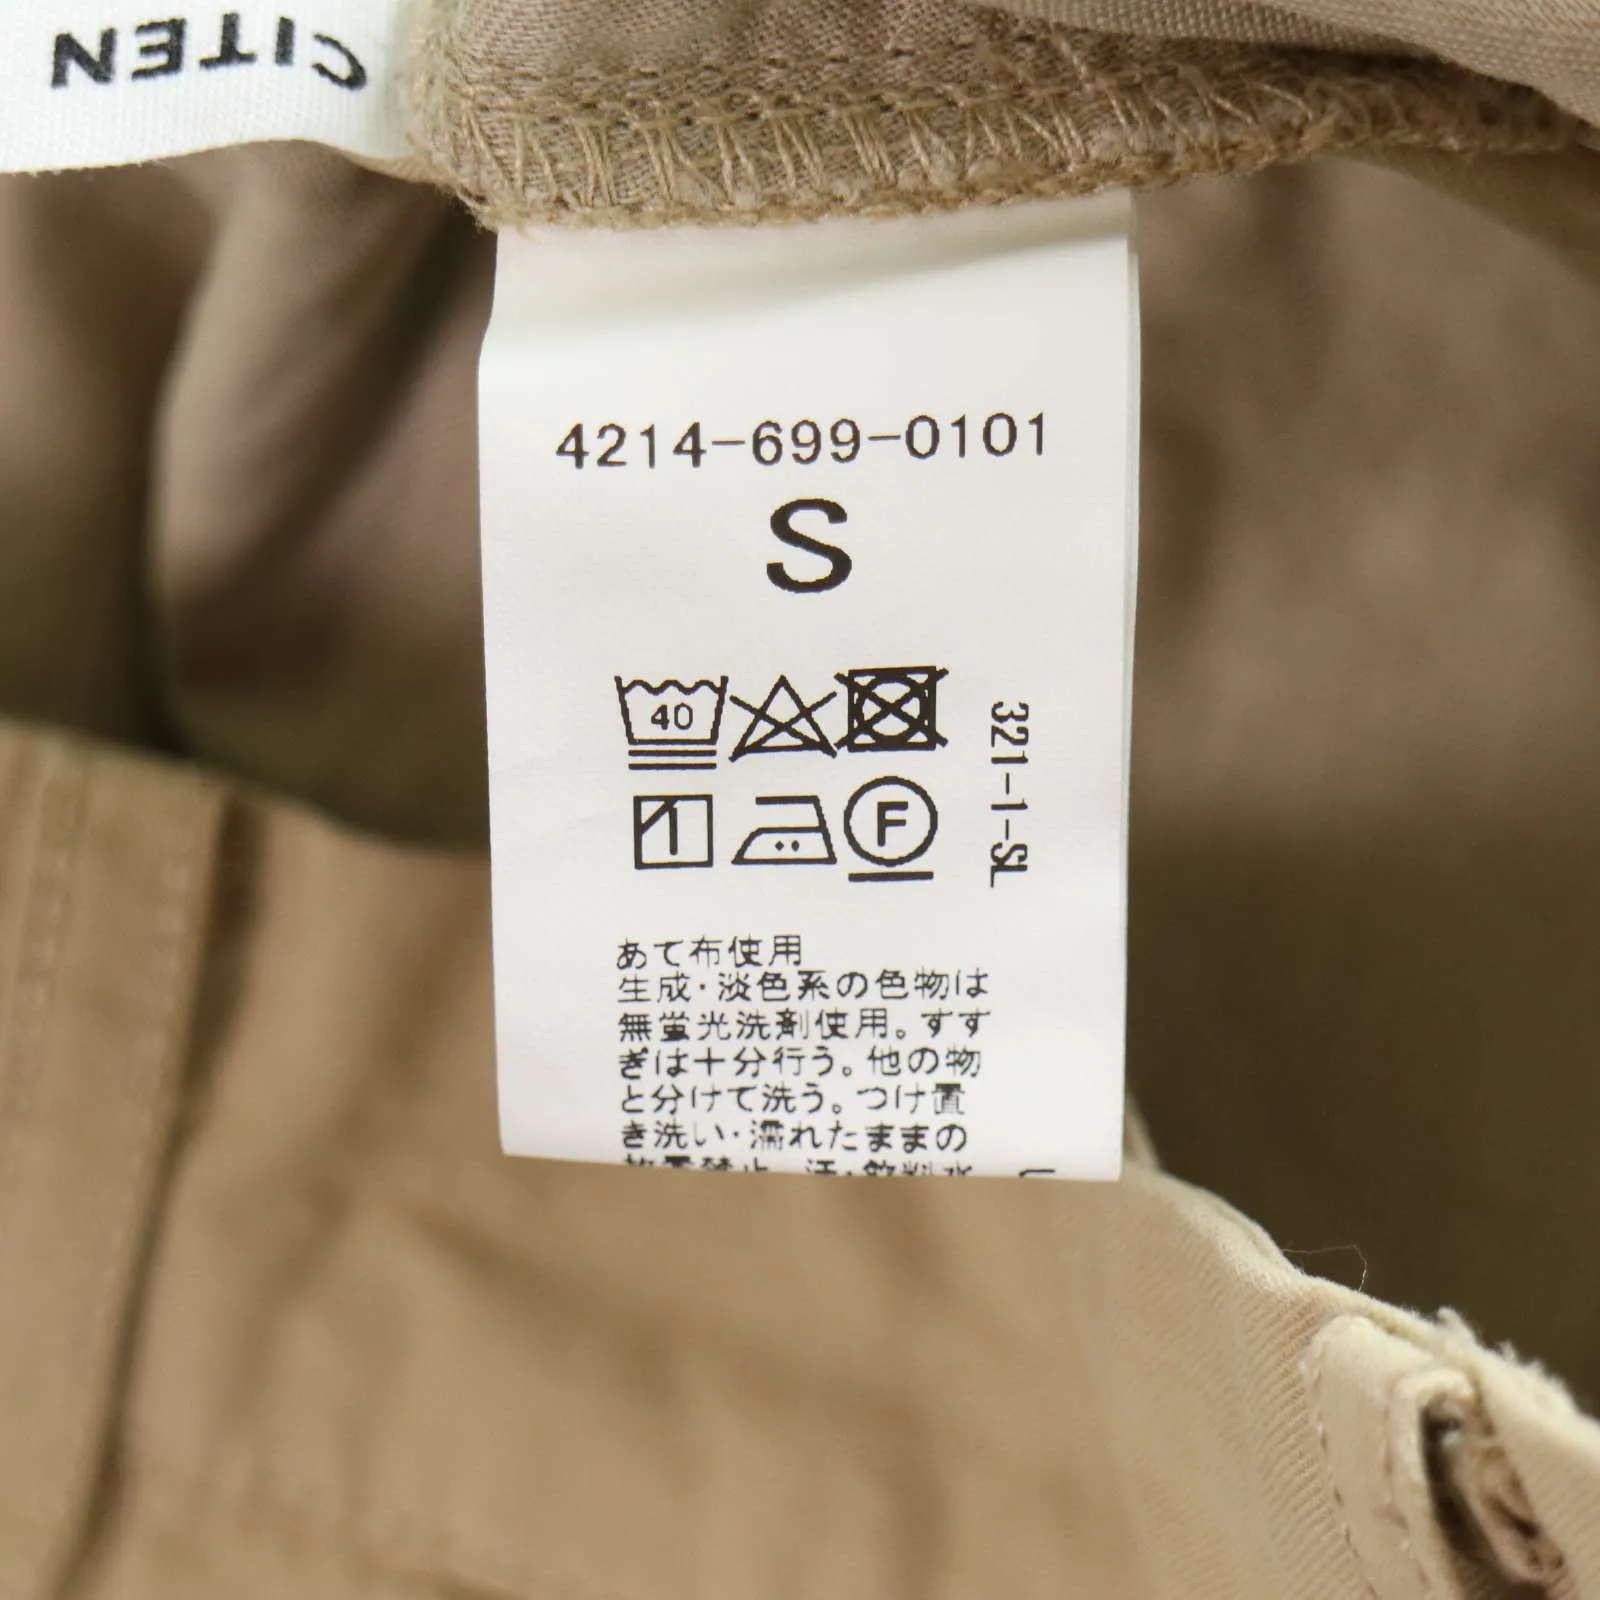 CITEN
4214-699-0101
S
40
1
F
321-1-SL
あて布使用
生成・淡色系の色物は
無蛍光洗剤使用。すす
ぎは十分行う。他の物
と分けて洗う。つけ置
き洗い・濡れたままの